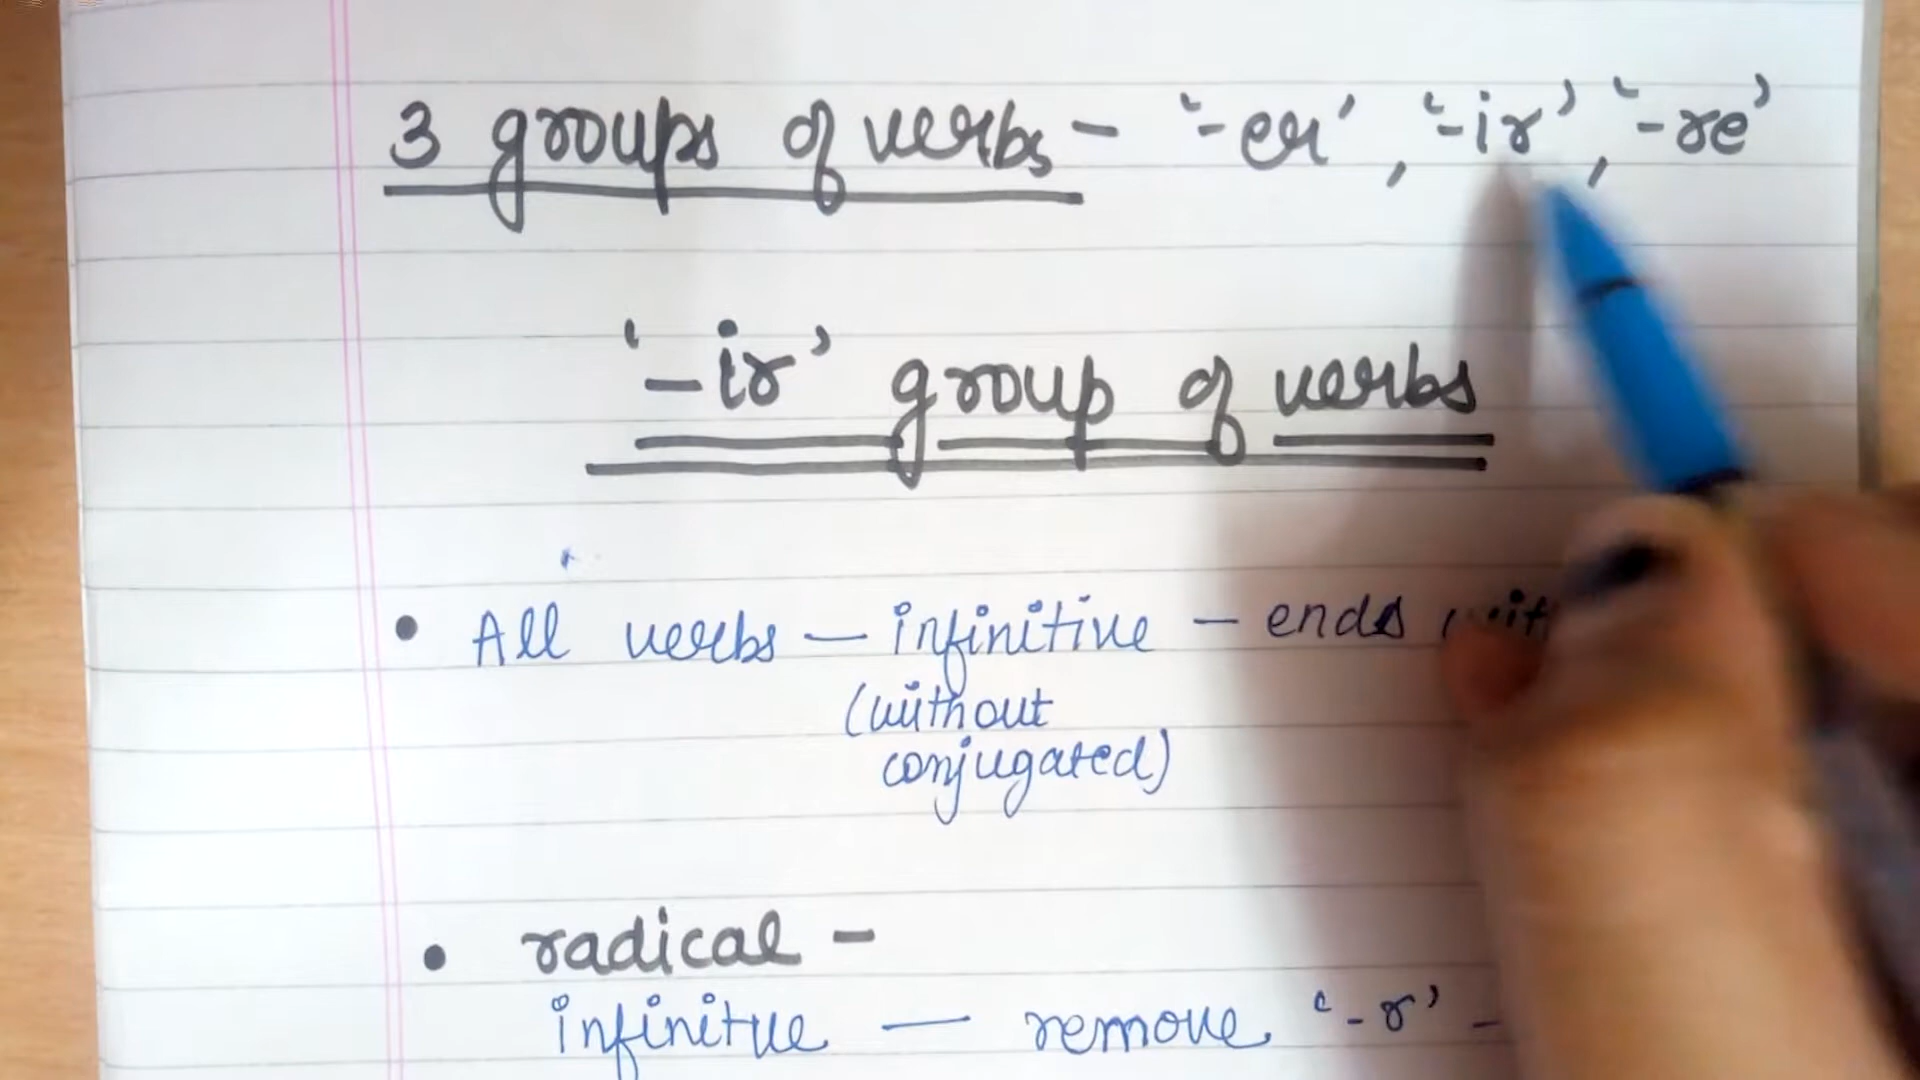 3 groups of verbs - '-er', '-ir', '-re'
'-ir' group of verbs
• All verbs — infinitive - ends
(without
conjugated)
• radical -
infinitue — remove '-r' -